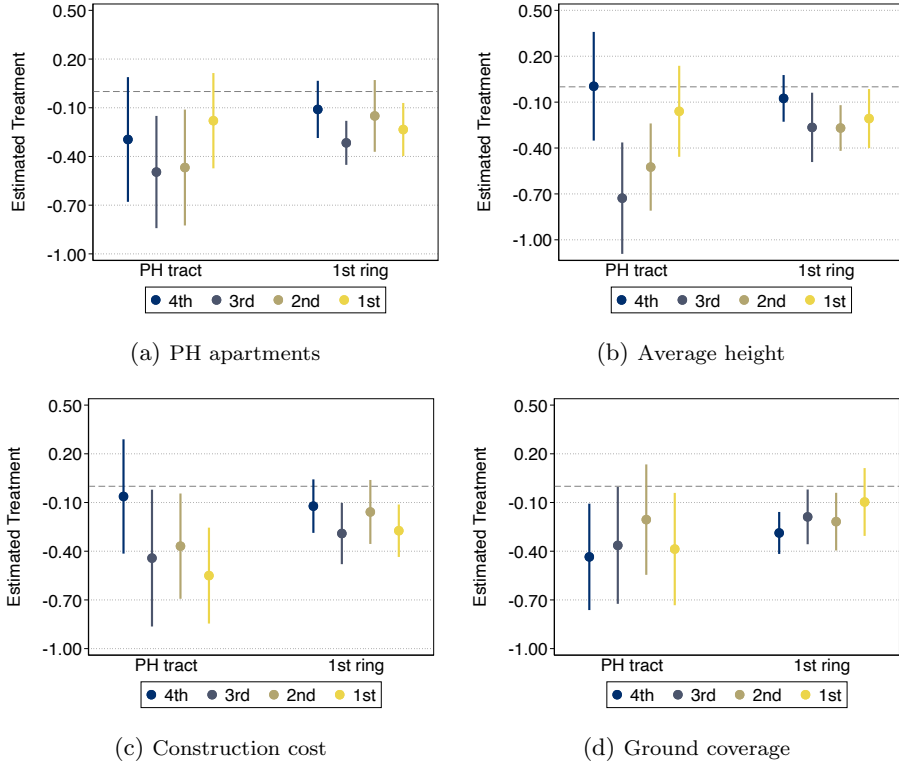 0.50
0.20
-0.10
-0.40
-0.70
-1.00
Estimated Treatment
PH tract
1st ring
4th 3rd 2nd 1st
(a) PH apartments
0.50
0.20
-0.10
-0.40
-0.70
-1.00
Estimated Treatment
PH tract
1st ring
4th 3rd 2nd 1st
(b) Average height
0.50
0.20
-0.10
-0.40
-0.70
-1.00
Estimated Treatment
PH tract
1st ring
4th 3rd 2nd 1st
(c) Construction cost
0.50
0.20
-0.10
-0.40
-0.70
-1.00
Estimated Treatment
PH tract
1st ring
4th 3rd 2nd 1st
(d) Ground coverage